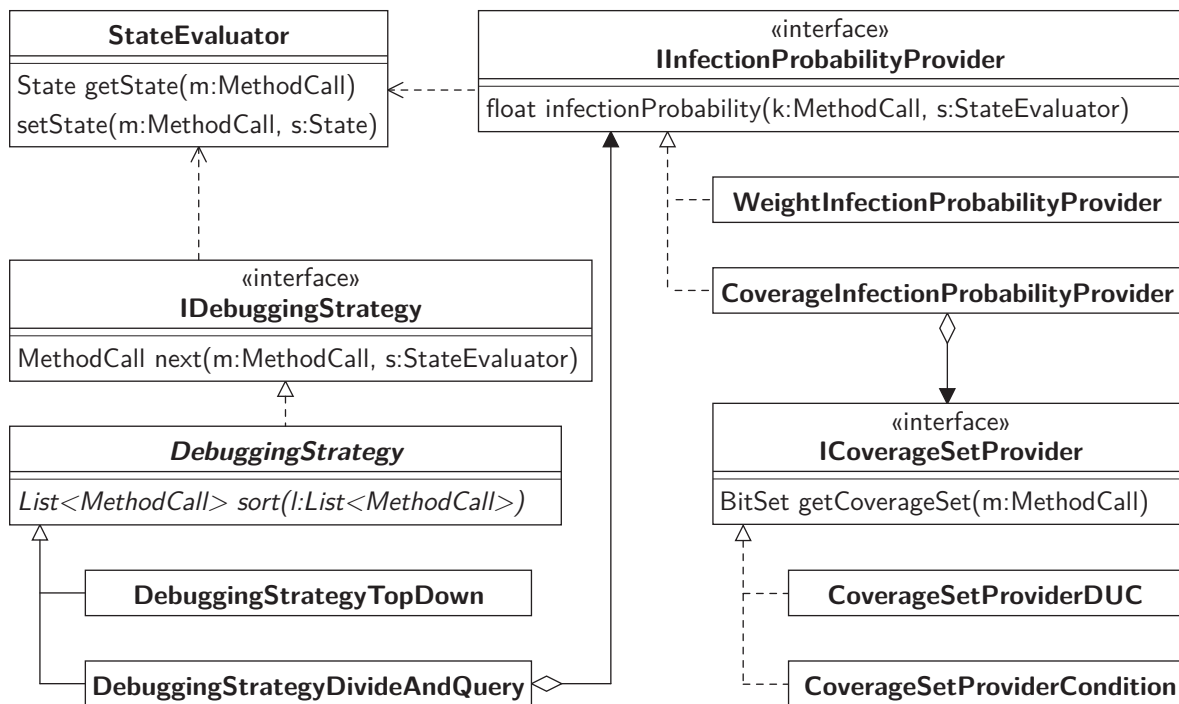 StateEvaluator
State getState(m:MethodCall)
setState(m:MethodCall, s:State)
«interface»
IInfectionProbabilityProvider
float infectionProbability(k:MethodCall, s:StateEvaluator)
WeightInfectionProbabilityProvider
CoverageInfectionProbabilityProvider
«interface»
IDebuggingStrategy
MethodCall next(m:MethodCall, s:StateEvaluator)
DebuggingStrategy
List<MethodCall> sort(l:List<MethodCall>)
DebuggingStrategyTopDown
DebuggingStrategyDivideAndQuery
«interface»
ICoverageSetProvider
BitSet getCoverageSet(m:MethodCall)
CoverageSetProviderDUC
CoverageSetProviderCondition